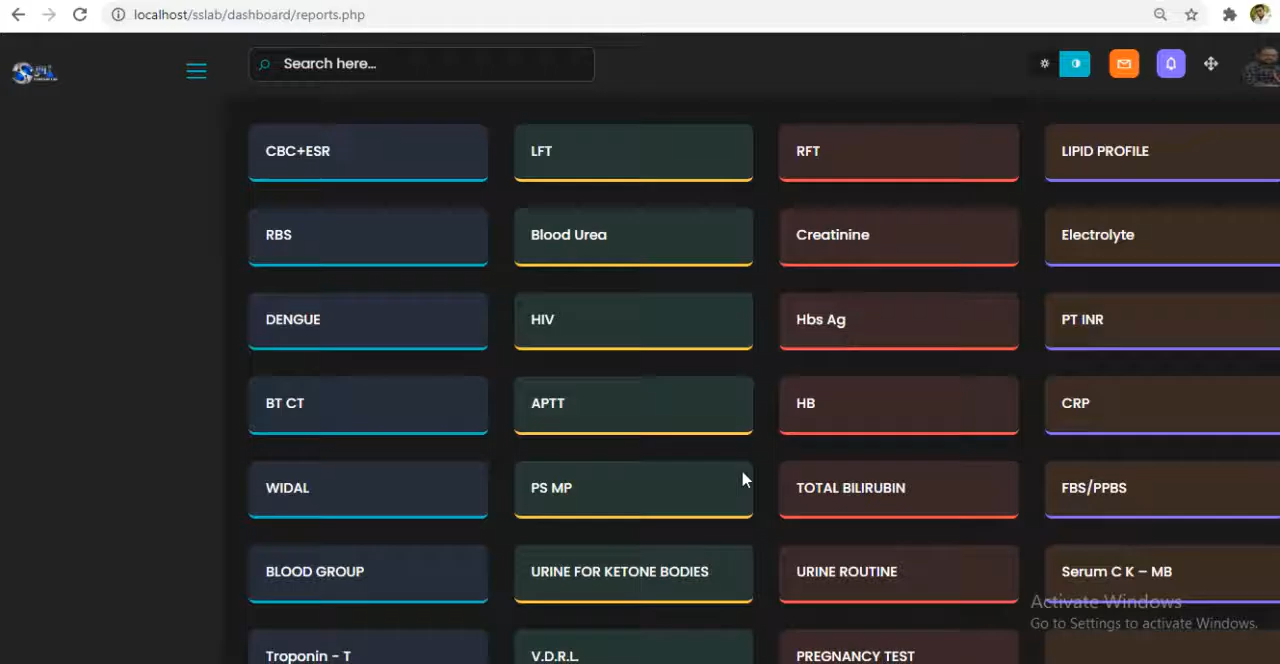 localhost/sslab/dashboard/reports.php
Search here...
CBC+ESR
LFT
RFT
LIPID PROFILE
RBS
Blood Urea
Creatinine
Electrolyte
DENGUE
HIV
Hbs Ag
PT INR
BT CT
APTT
HB
CRP
WIDAL
PS MP
TOTAL BILIRUBIN
FBS/PPBS
BLOOD GROUP
URINE FOR KETONE BODIES
URINE ROUTINE
Serum C K – MB
Activate Windows
Go to Settings to activate Windows.
Troponin - T
V.D.R.L.
PREGNANCY TEST